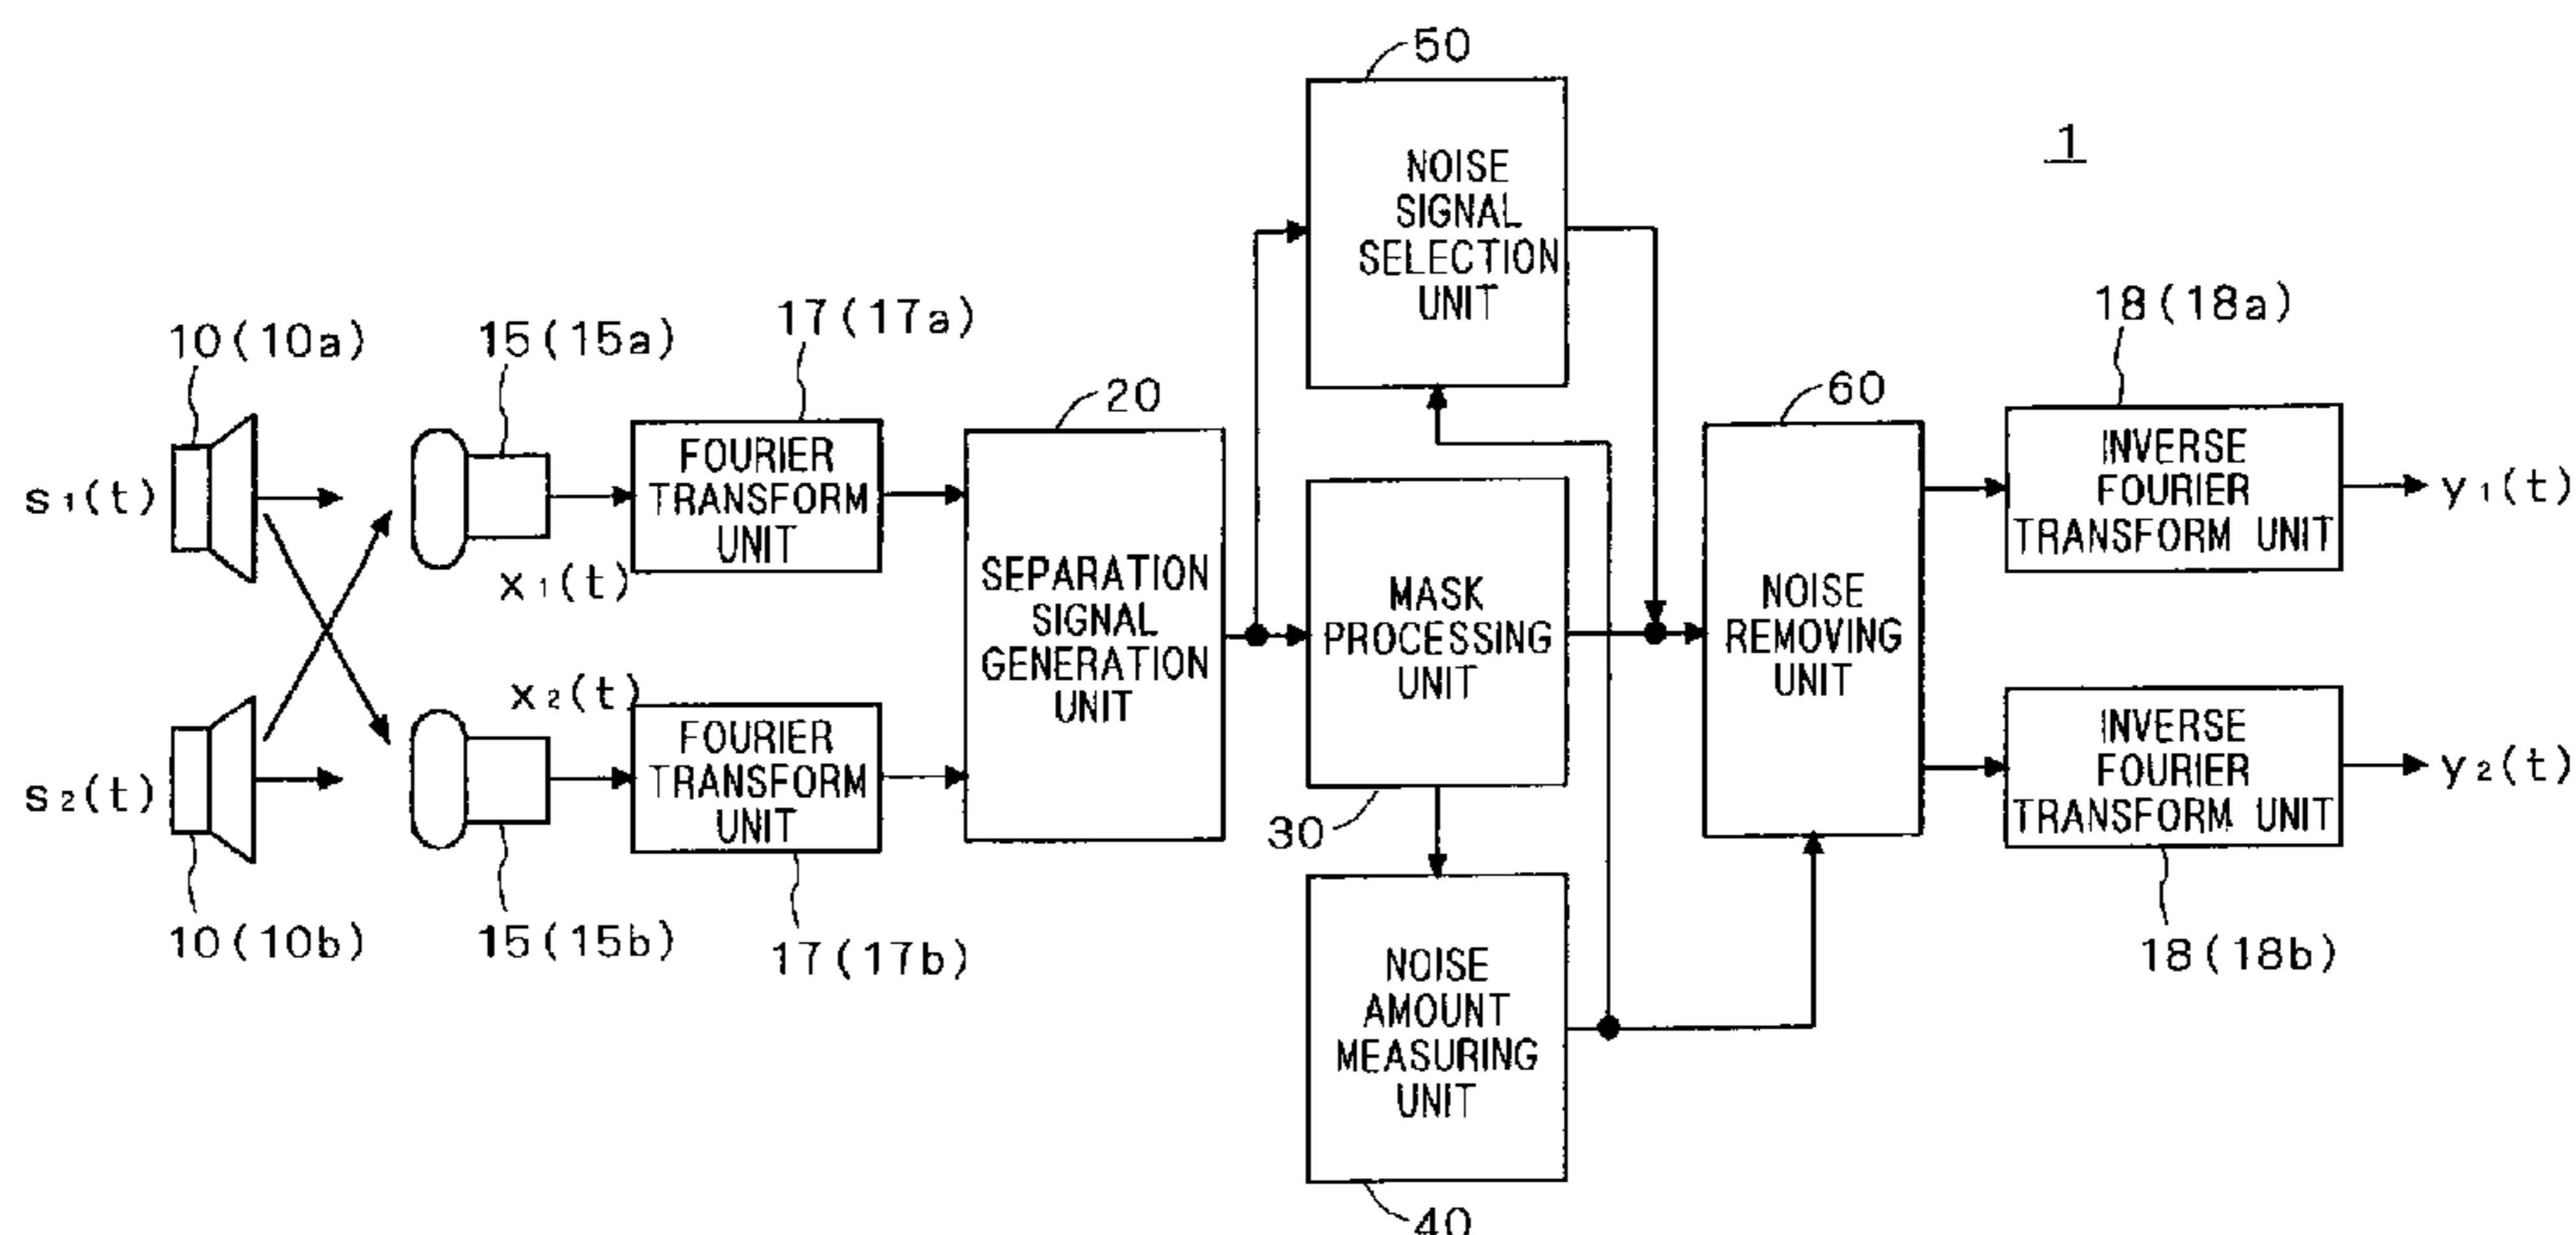 50
1
NOISE
SIGNAL
SELECTION
UNIT
10(10a)
15(15a)
17(17a)
18(18a)
20
60
s1(t)
FOURIER
TRANSFORM
UNIT
x1(t)
INVERSE
FOURIER
TRANSFORM UNIT
y1(t)
SEPARATION
SIGNAL
GENERATION
UNIT
MASK
PROCESSING
UNIT
NOISE
REMOVING
UNIT
s2(t)
x2(t)
FOURIER
TRANSFORM
UNIT
INVERSE
FOURIER
TRANSFORM UNIT
y2(t)
30
10(10b)
15(15b)
17(17b)
18(18b)
NOISE
AMOUNT
MEASURING
UNIT
40